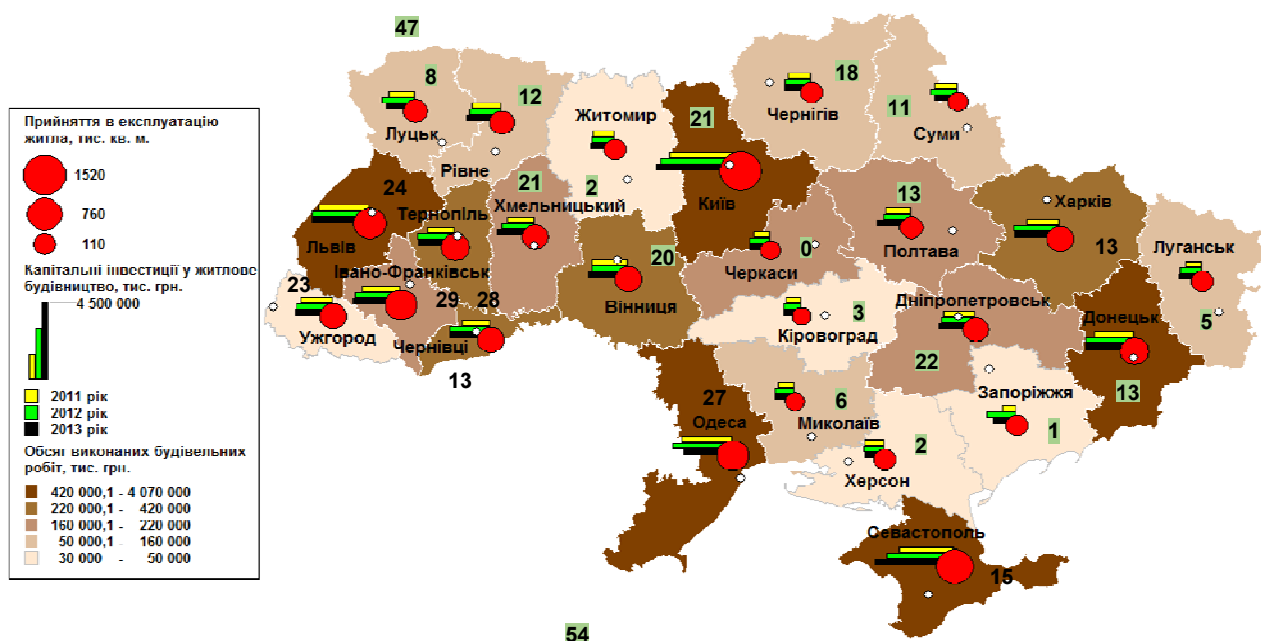 47
8
12
18
11
Луцьк
Рівне
Житомир
2
21
Київ
Чернігів
Суми
24
Львів
Тернопіль
21
Хмельницький
Івано-Франківськ
29
28
23
Ужгород
Чернівці
13
20
Вінниця
0
Черкаси
13
Полтава
Харків
13
Луганськ
5
3
Кіровоград
Дніпропетровськ
22
Донецьк
13
Запоріжжя
1
27
Одеса
6
Миколаїв
2
Херсон
Севастополь
15
54
Прийняття в експлуатацію
житла, тис. кв. м.
1520
760
110
Капітальні інвестиції у житлове
будівництво, тис. грн.
4 500 000
2011 рік
2012 рік
2013 рік
Обсяг виконаних будівельних
робіт, тис. грн.
420 000,1 - 4 070 000
220 000,1 - 420 000
160 000,1 - 220 000
50 000,1 - 160 000
30 000 - 50 000